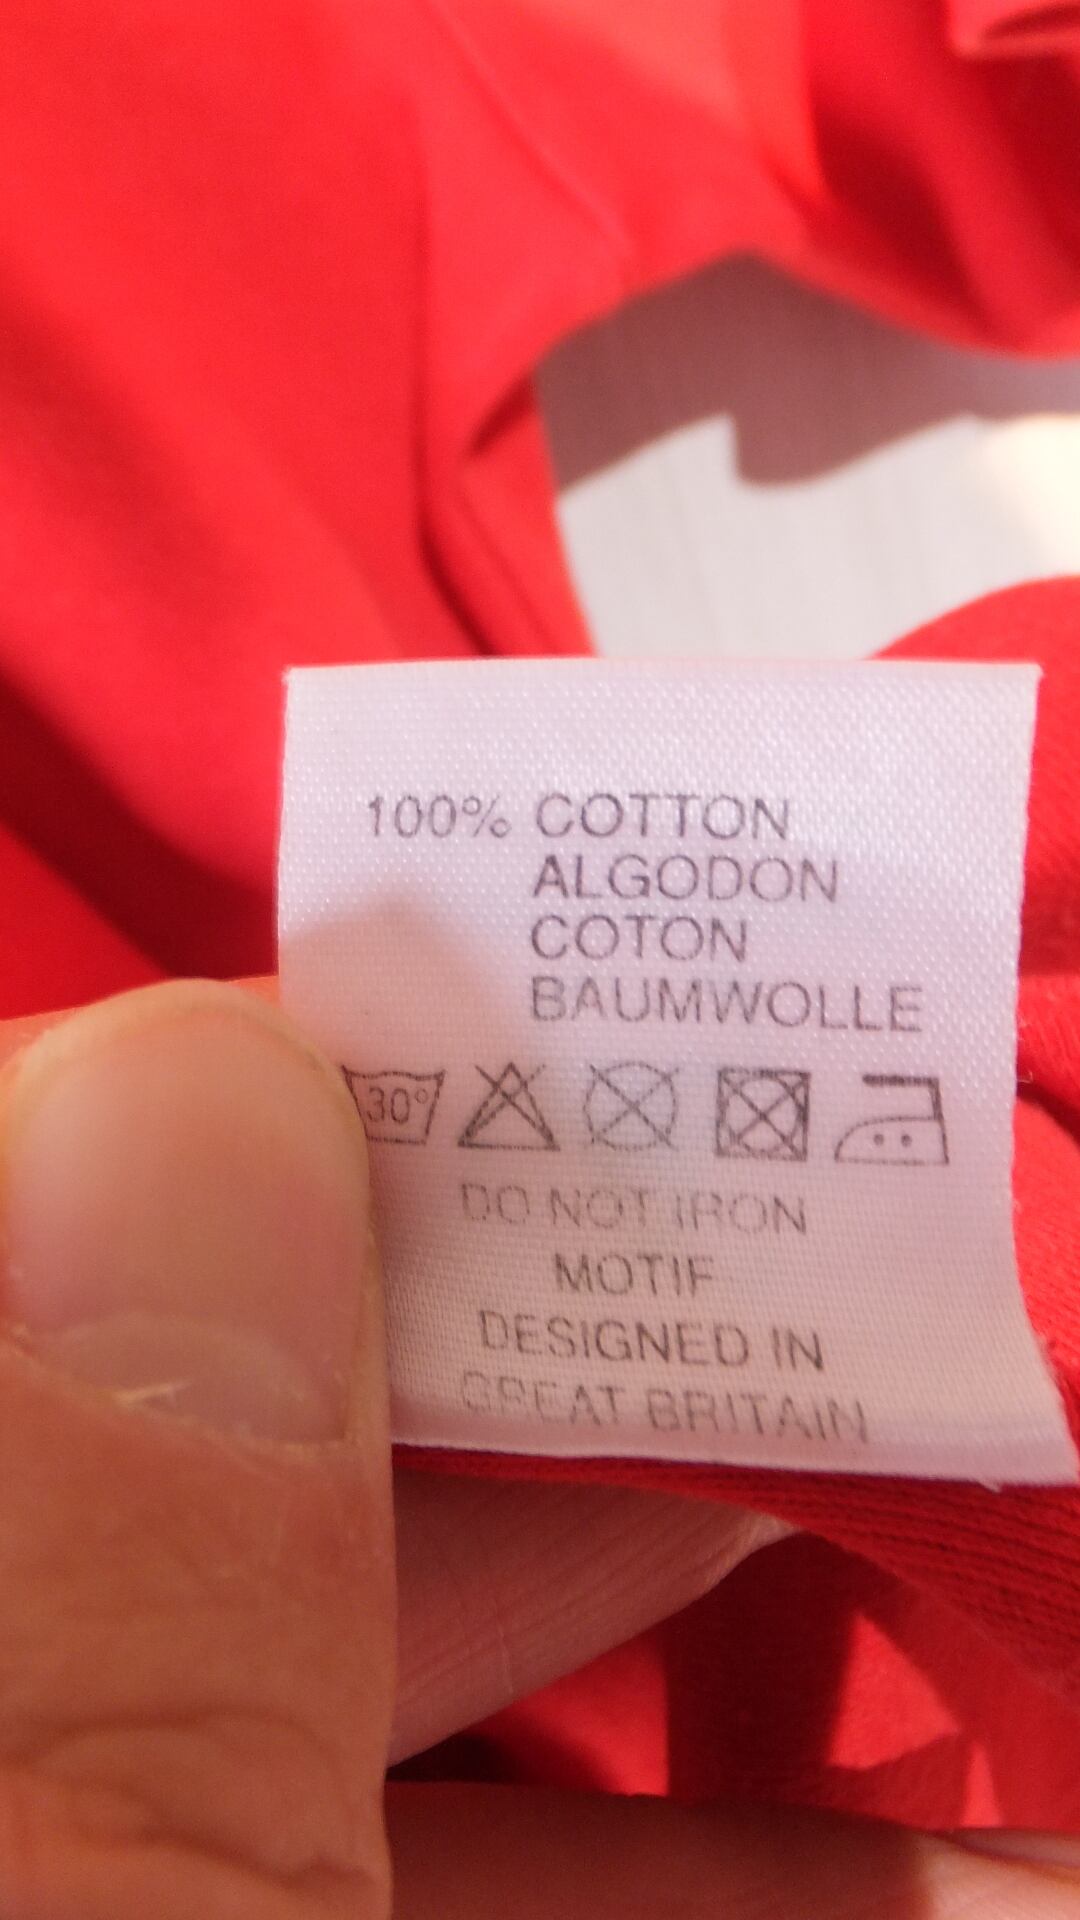 100% COTTON
ALGODON
COTON
BAUMWOLLE
30°
DO NOT IRON
MOTIF
DESIGNED IN
GREAT BRITAIN